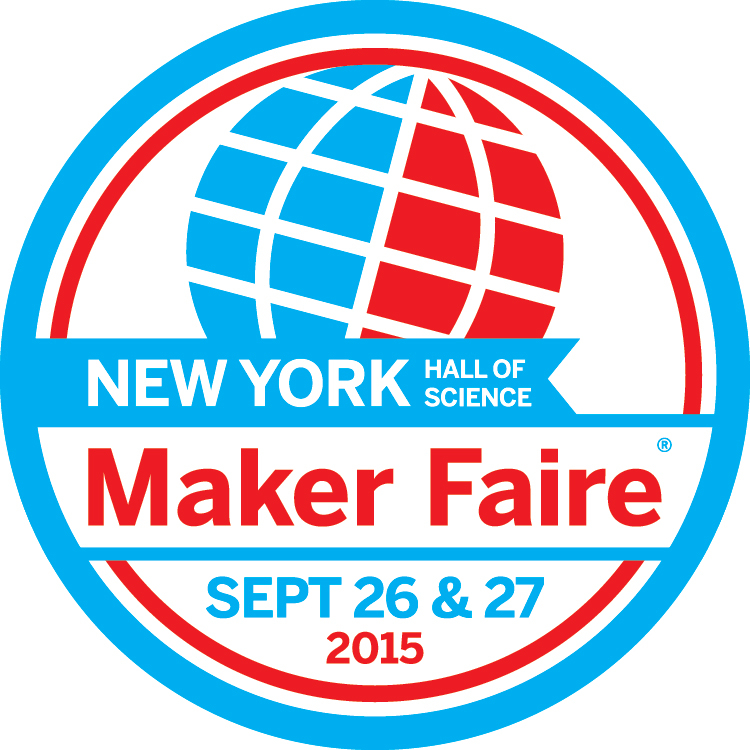 NEW YORK HALL OF SCIENCE
Maker Faire®
SEPT 26 & 27
2015